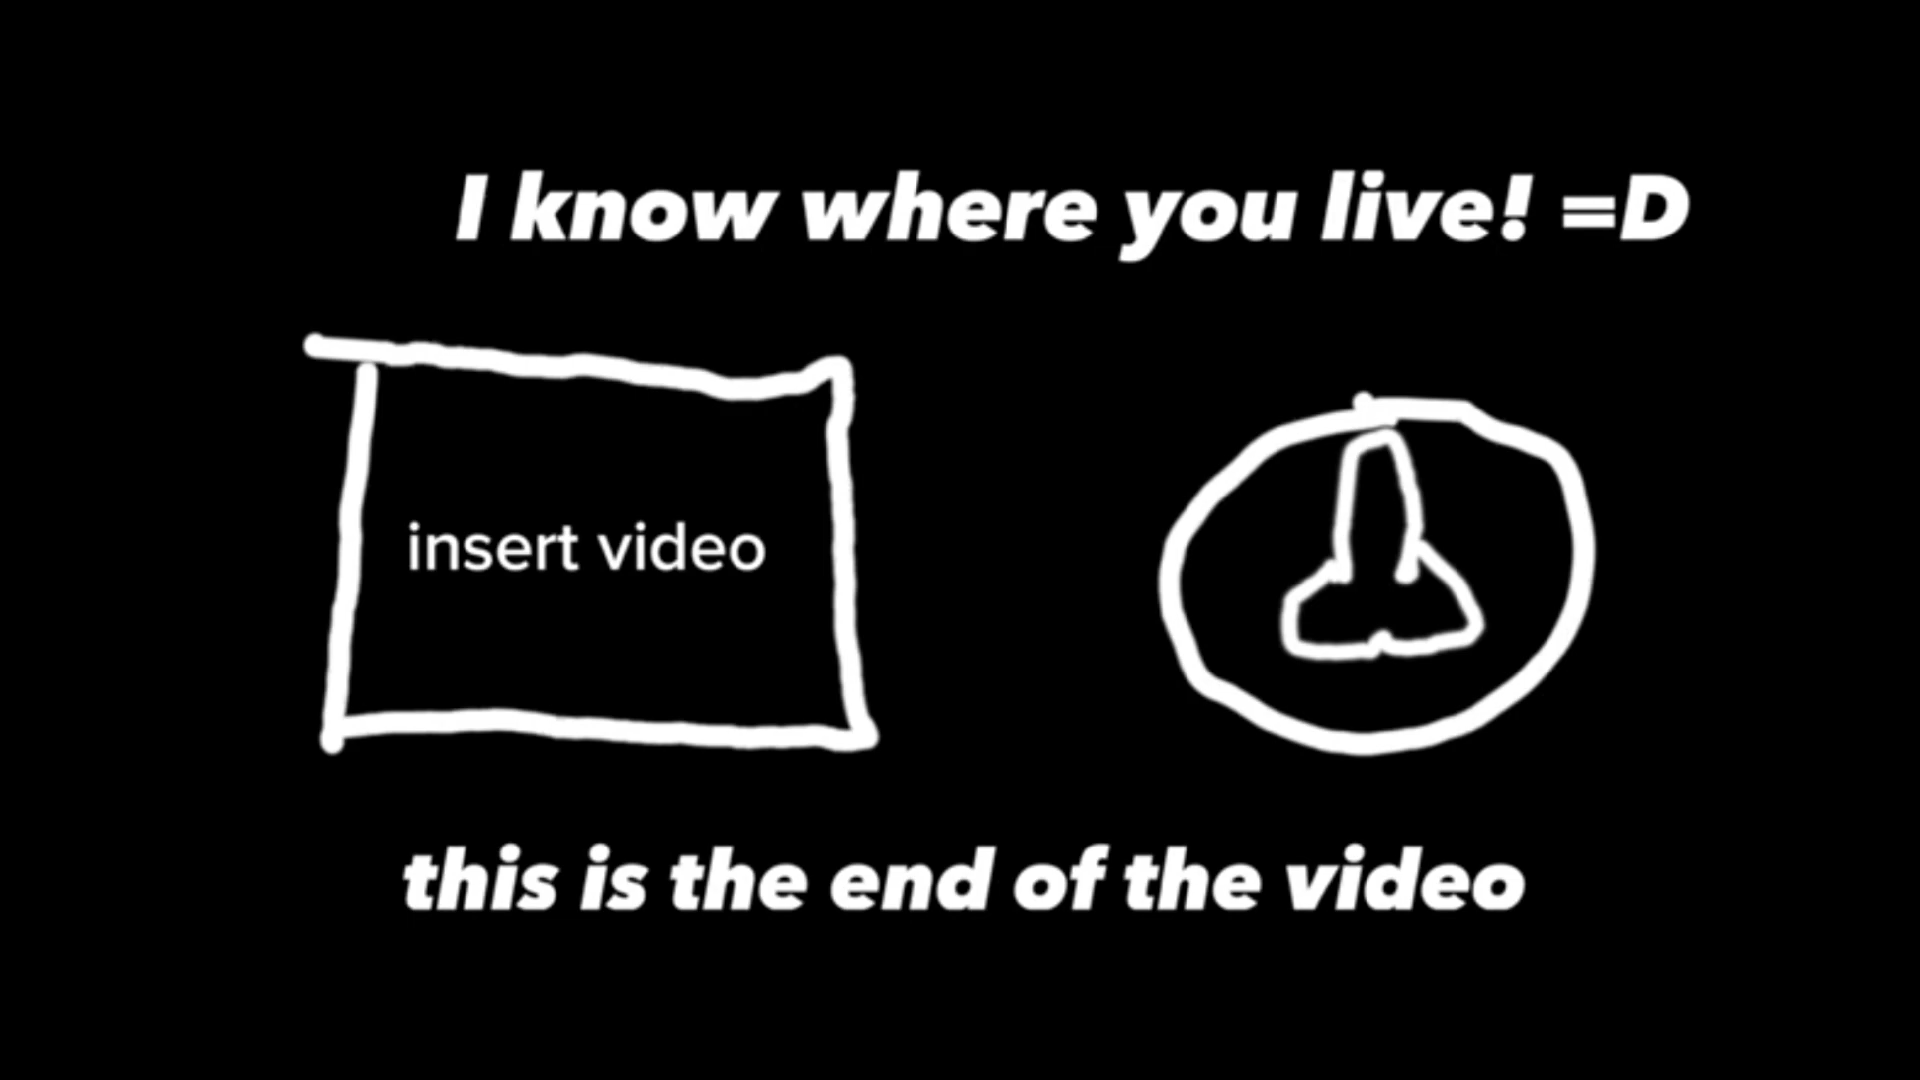 I know where you live! =D
insert video
this is the end of the video